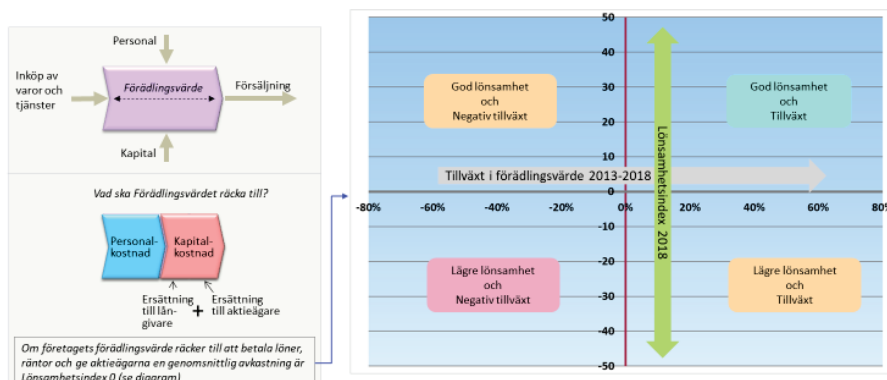 Personal
Inköp av
varor och
tjänster
Förädlingsvärde
Försäljning
Kapital
Vad ska Förädlingsvärdet räcka till?
Personal-
kostnad
Kapital-
kostnad
Ersättning
till lån-
givare
+
Ersättning
till aktieägare
Om företagets förädlingsvärde räcker till att betala löner,
räntor och ge aktieägarna en genomsnittlig avkastning är
Lönsamhetsindex 0 (se diagram)
50
40
30
20
10
0
-10
-20
-30
-40
-50
-80%
-60%
-40%
-20%
0%
20%
40%
60%
80%
God lönsamhet
och
Negativ tillväxt
God lönsamhet
och
Tillväxt
Tillväxt i förädlingsvärde 2013-2018
Lönsamhetsindex 2018
Lägre lönsamhet
och
Negativ tillväxt
Lägre lönsamhet
och
Tillväxt